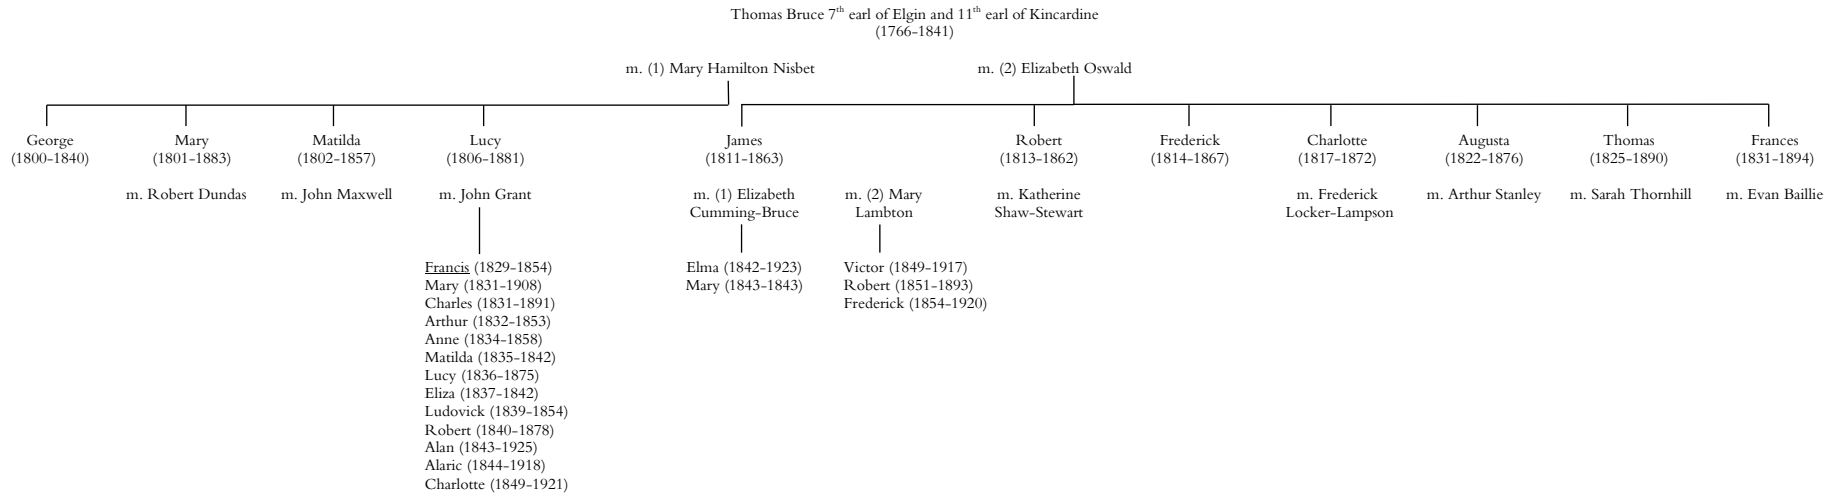 Thomas Bruce 7th earl of Elgin and 11th earl of Kincardine
(1766-1841)
m. (1) Mary Hamilton Nisbet
m. (2) Elizabeth Oswald
George
(1800-1840)
Mary
(1801-1883)
m. Robert Dundas
Matilda
(1802-1857)
m. John Maxwell
Lucy
(1806-1881)
m. John Grant
Francis (1829-1854)
Mary (1831-1908)
Charles (1831-1891)
Arthur (1832-1853)
Anne (1834-1858)
Matilda (1835-1842)
Lucy (1836-1875)
Eliza (1837-1842)
Ludovick (1839-1854)
Robert (1840-1878)
Alan (1843-1925)
Alaric (1844-1918)
Charlotte (1849-1921)
James
(1811-1863)
m. (1) Elizabeth
Cumming-Bruce
Elma (1842-1923)
Mary (1843-1843)
m. (2) Mary
Lambton
Victor (1849-1917)
Robert (1851-1893)
Frederick (1854-1920)
Robert
(1813-1862)
m. Katherine
Shaw-Stewart
Frederick
(1814-1867)
Charlotte
(1817-1872)
m. Frederick
Locker-Lampson
Augusta
(1822-1876)
m. Arthur Stanley
Thomas
(1825-1890)
m. Sarah Thornhill
Frances
(1831-1894)
m. Evan Baillie